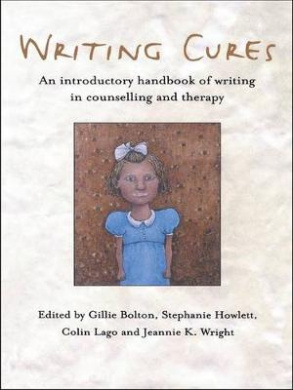 WRITING CURES
An introductory handbook of writing
in counselling and therapy
Edited by Gillie Bolton, Stephanie Howlett,
Colin Lago and Jeannie K. Wright